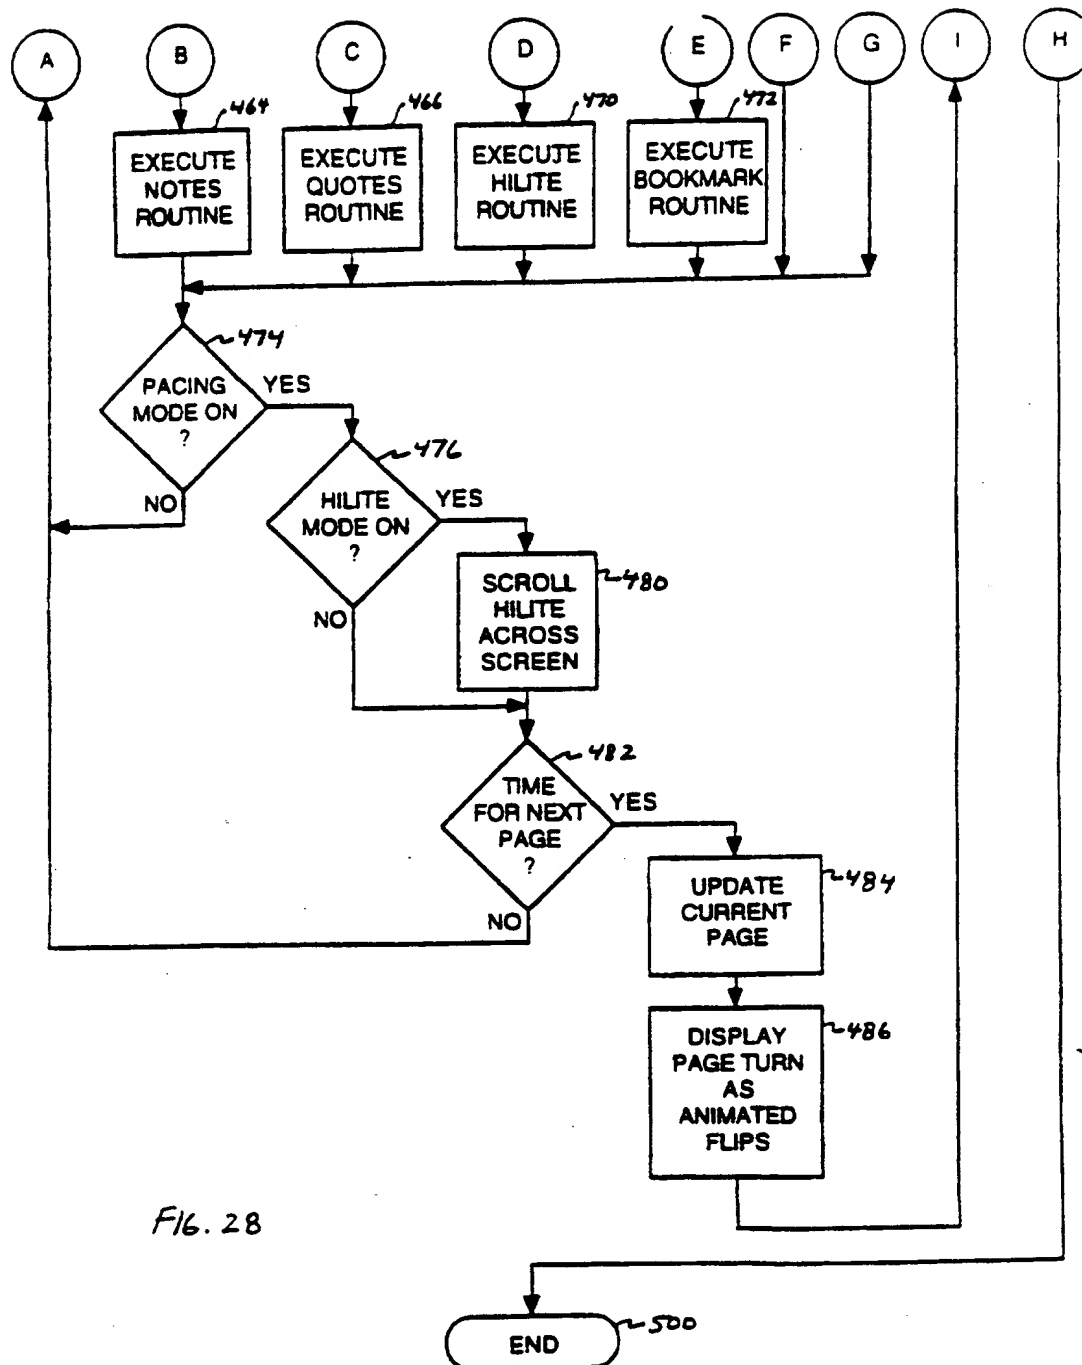 A
B
C
D
E
F
G
I
H
464
466
470
472
EXECUTE
NOTES
ROUTINE
EXECUTE
QUOTES
ROUTINE
EXECUTE
HILITE
ROUTINE
EXECUTE
BOOKMARK
ROUTINE
474
PACING
MODE ON
?
YES
NO
476
HILITE
MODE ON
?
YES
NO
480
SCROLL
HILITE
ACROSS
SCREEN
482
TIME
FOR NEXT
PAGE
?
YES
NO
484
UPDATE
CURRENT
PAGE
486
DISPLAY
PAGE TURN
AS
ANIMATED
FLIPS
FIG. 28
500
END